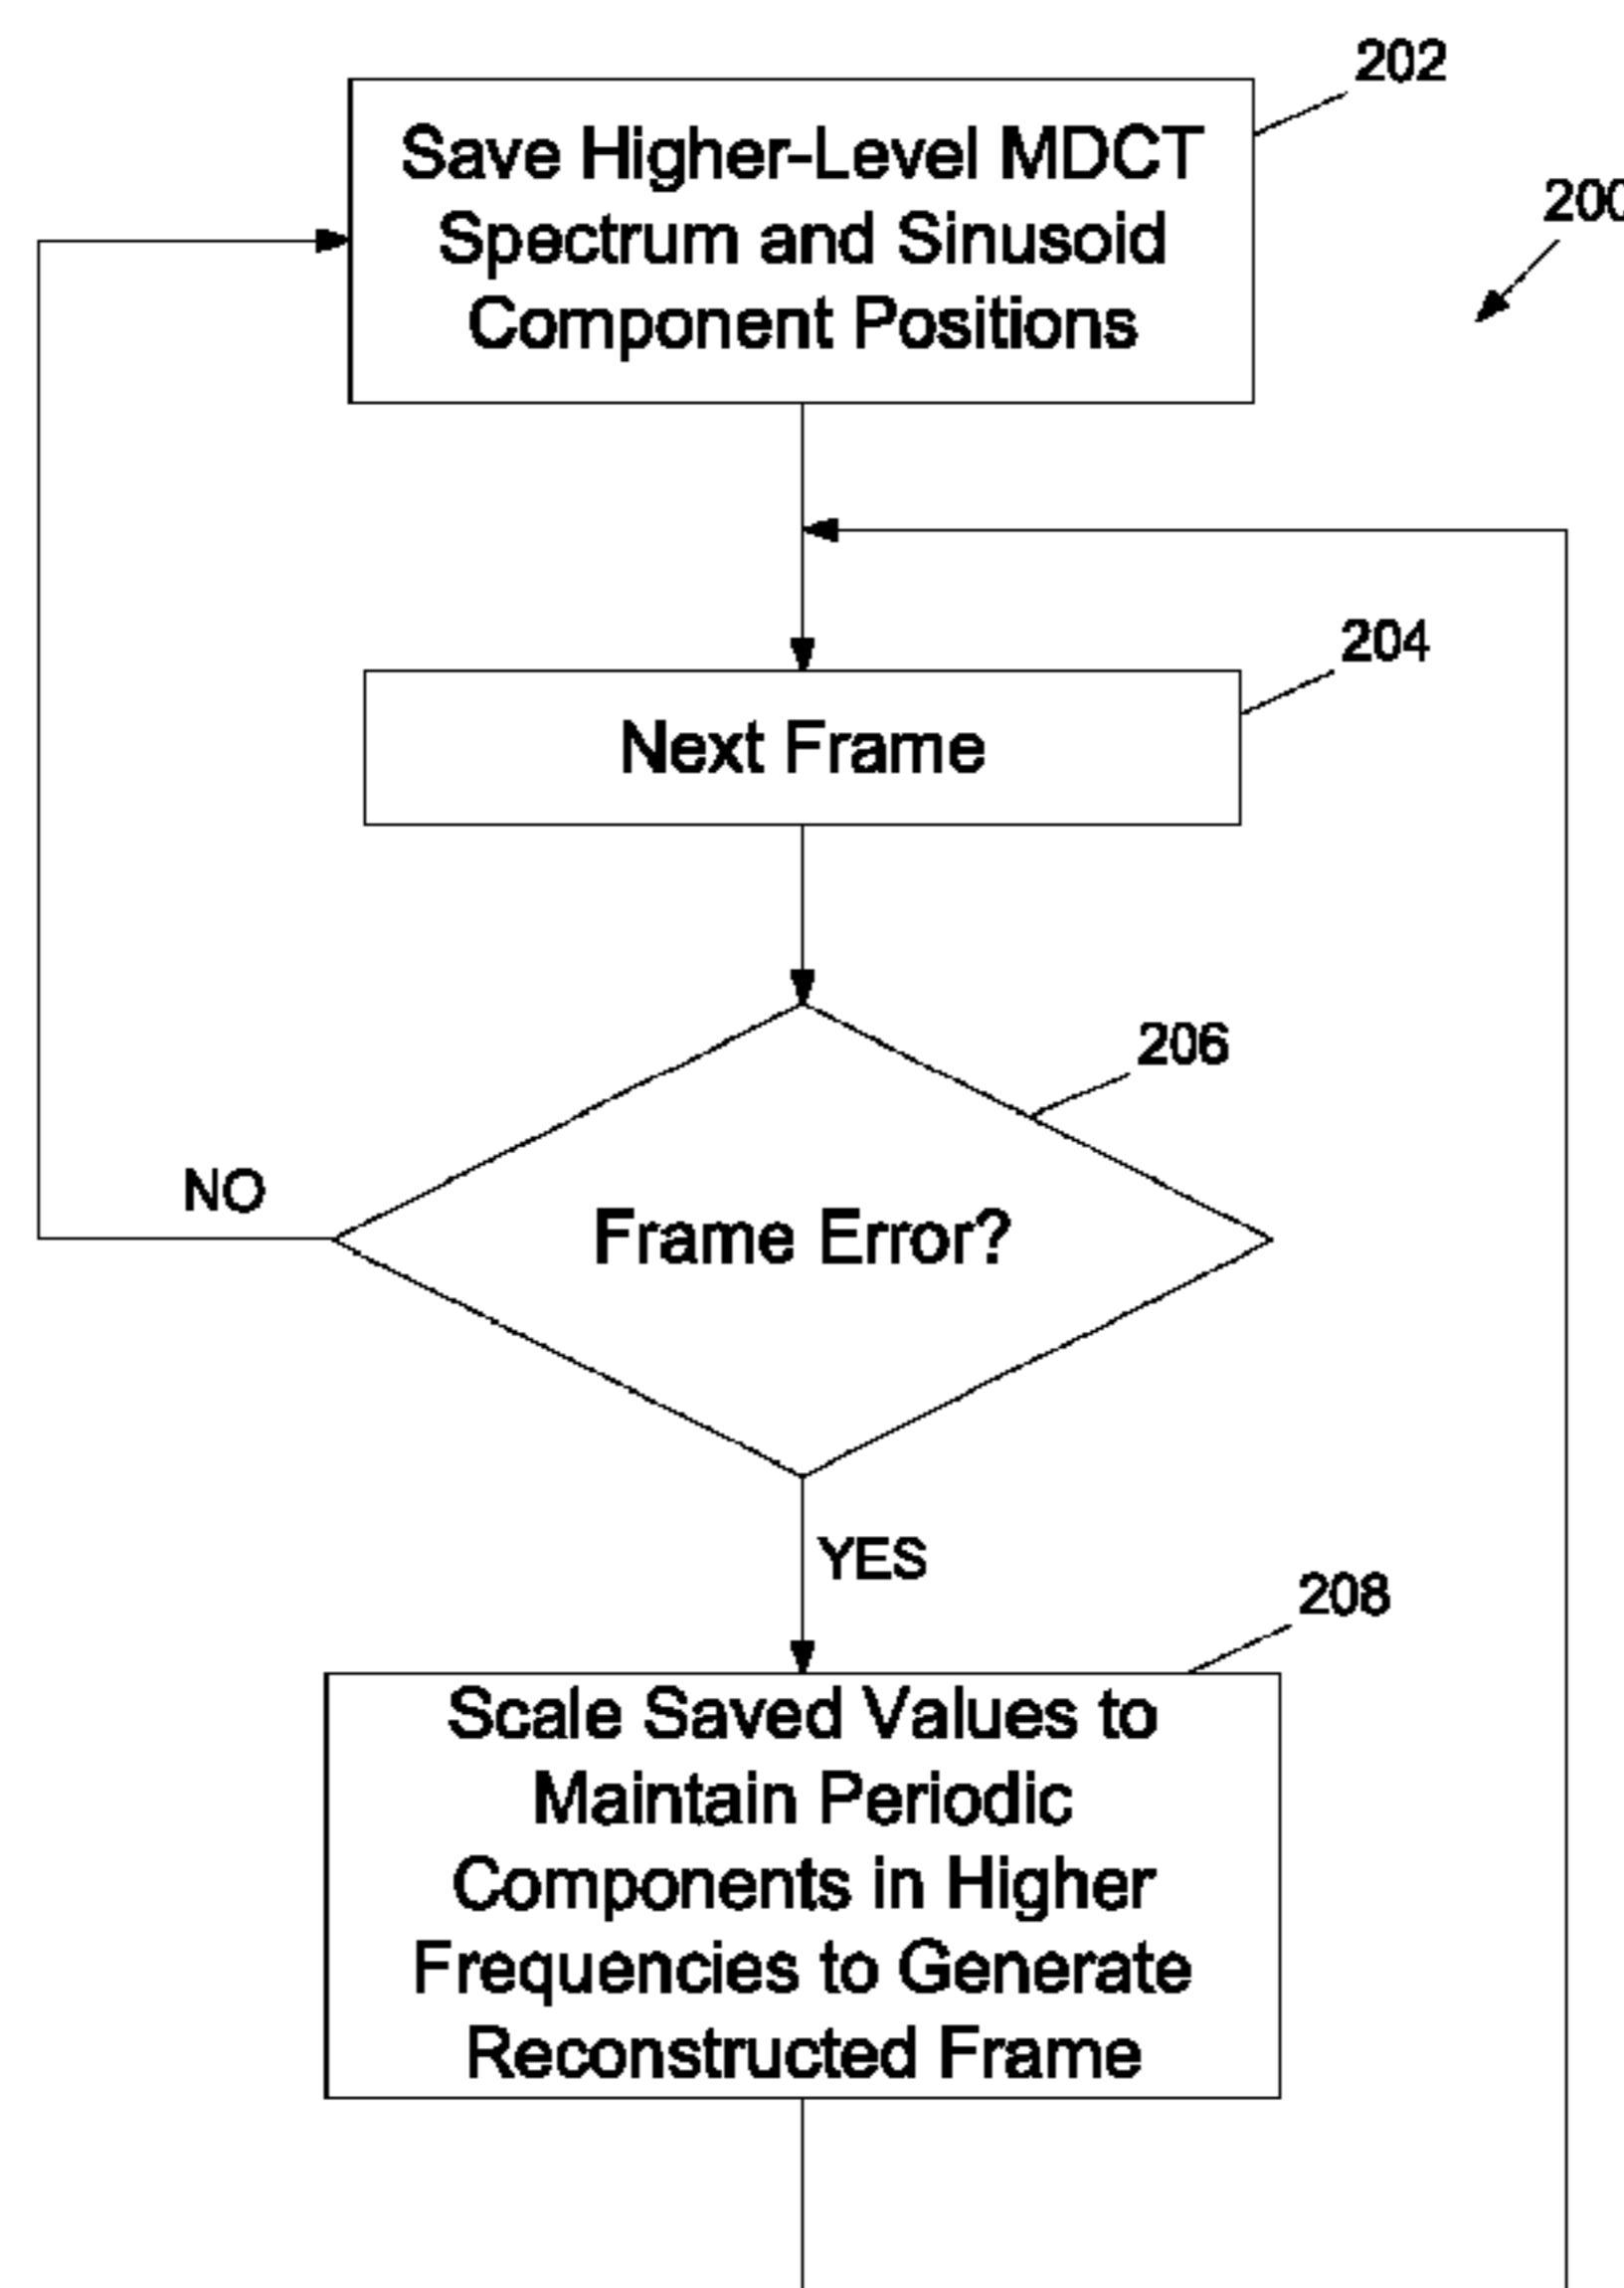 202
Save Higher-Level MDCT
Spectrum and Sinusoid
Component Positions
200
204
Next Frame
206
Frame Error?
NO
YES
208
Scale Saved Values to
Maintain Periodic
Components in Higher
Frequencies to Generate
Reconstructed Frame